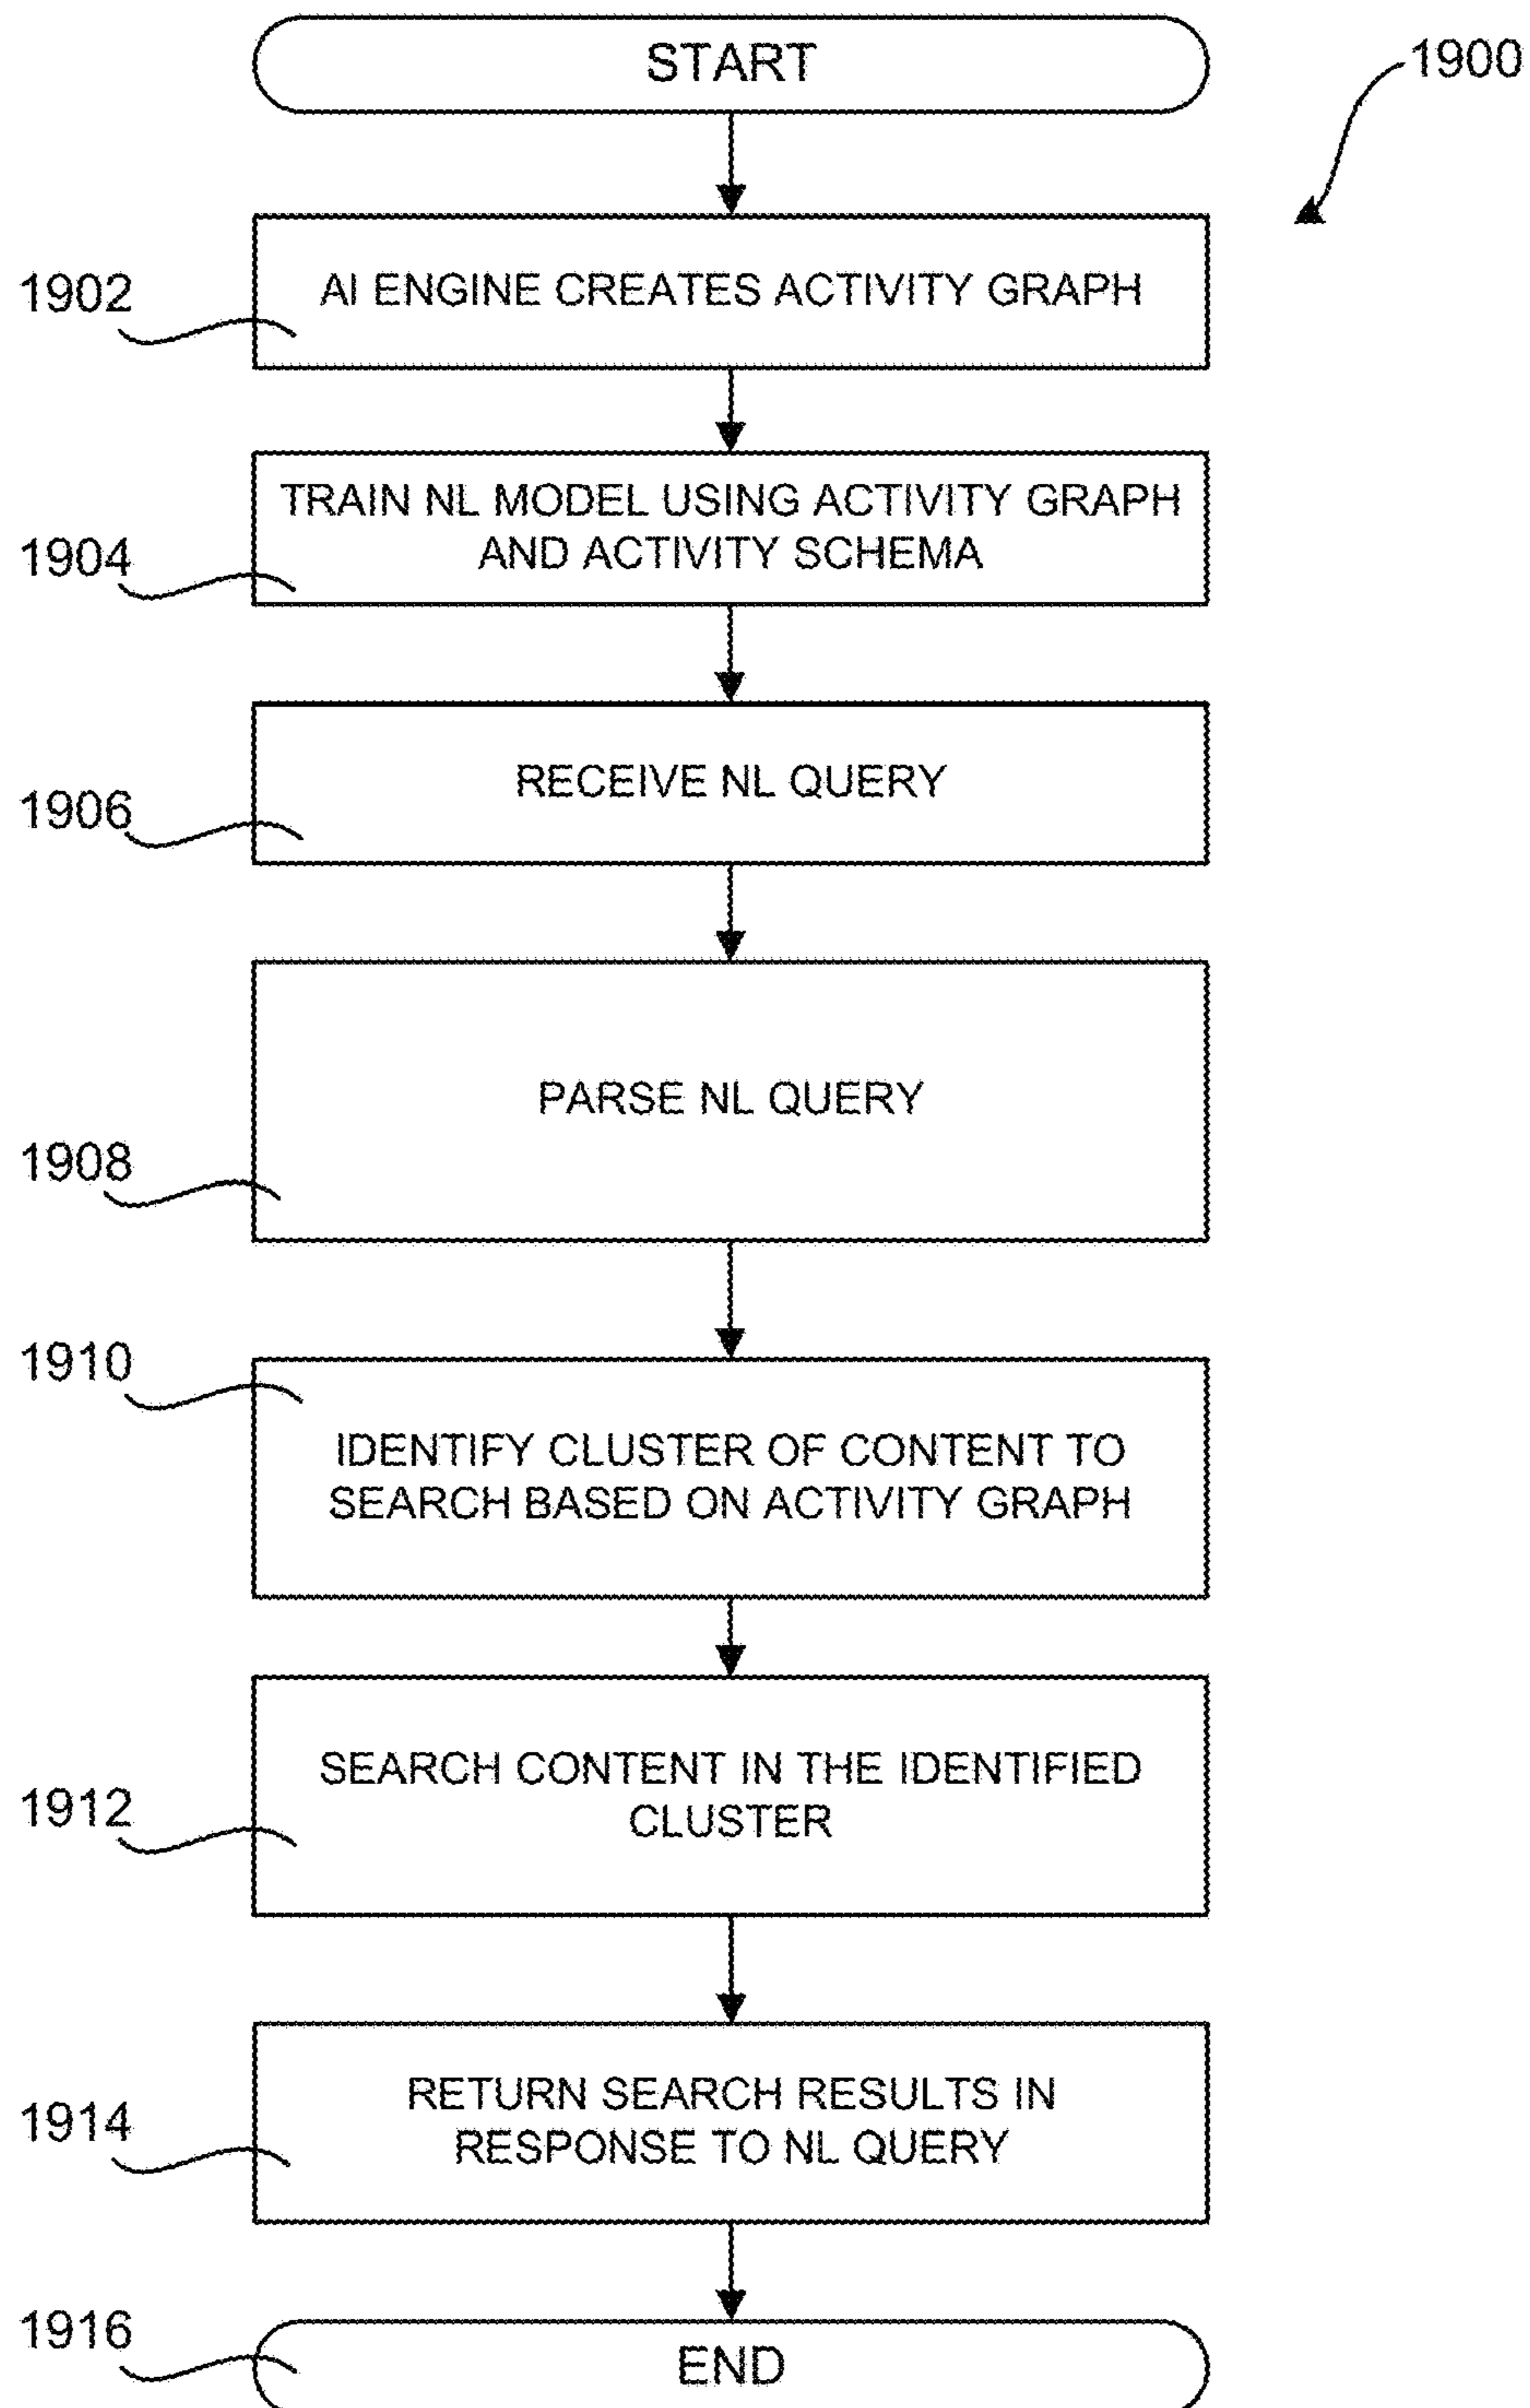 START
1900
1902
AI ENGINE CREATES ACTIVITY GRAPH
TRAIN NL MODEL USING ACTIVITY GRAPH
AND ACTIVITY SCHEMA
1904
RECEIVE NL QUERY
1906
PARSE NL QUERY
1908
1910
IDENTIFY CLUSTER OF CONTENT TO
SEARCH BASED ON ACTIVITY GRAPH
SEARCH CONTENT IN THE IDENTIFIED
CLUSTER
1912
RETURN SEARCH RESULTS IN
RESPONSE TO NL QUERY
1914
1916
END